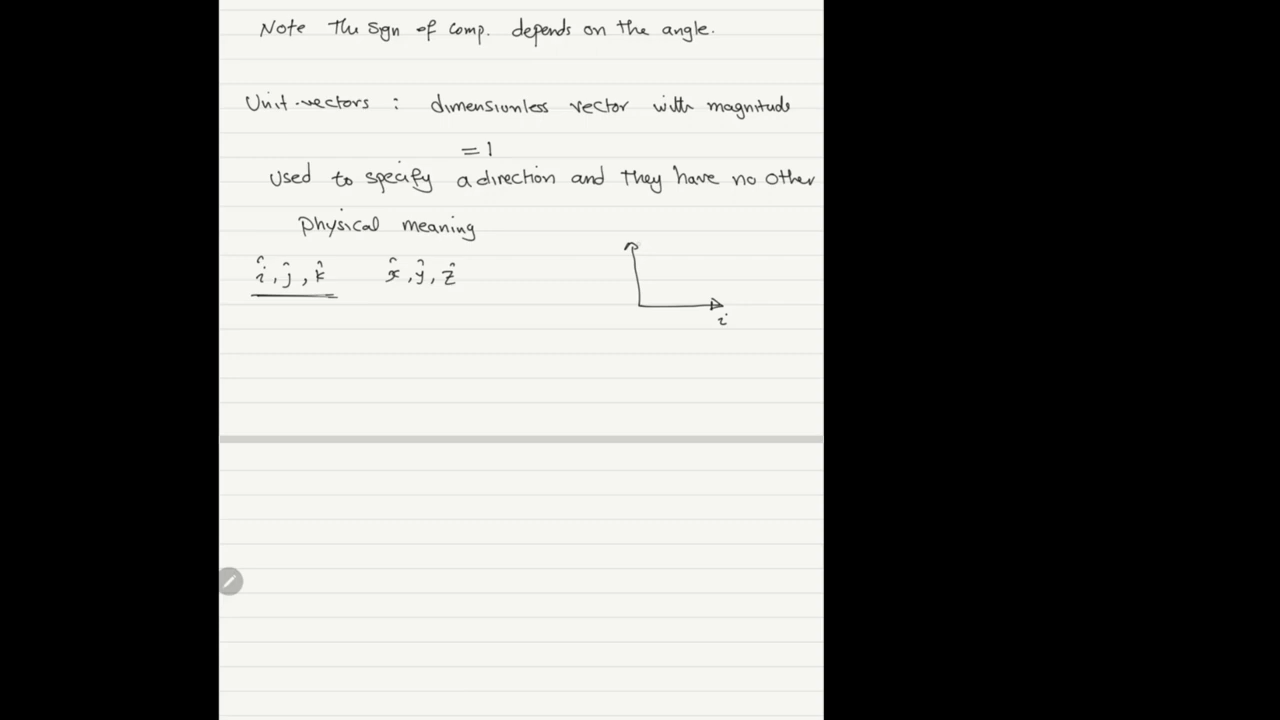 Note The sign of comp. depends on the angle.
Unit-vectors : dimensionless vector with magnitude
= 1
used to specify a direction and they have no other
physical meaning
î, ĵ, k̂ x̂, ŷ, ẑ
i